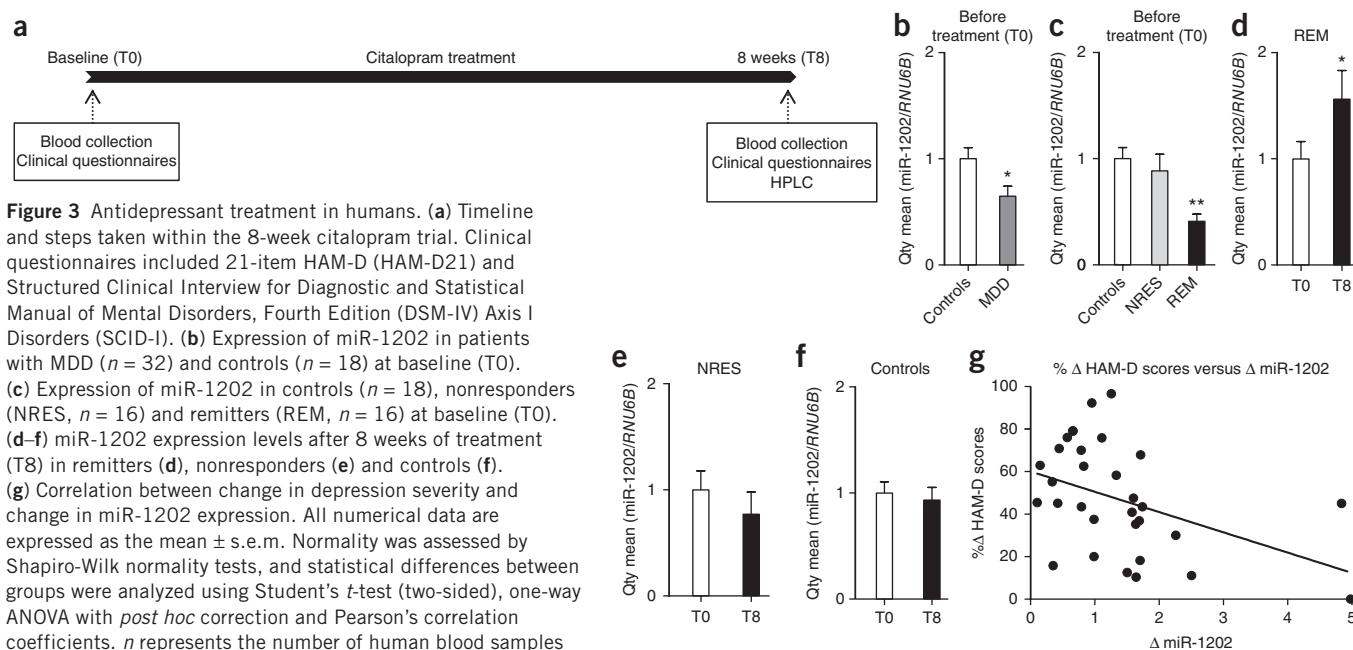 a
Baseline (T0)
Citalopram treatment
8 weeks (T8)
Blood collection
Clinical questionnaires
Blood collection
Clinical questionnaires
HPLC
b
Before
treatment (T0)
Qty mean (miR-1202/RNU6B)
2
1
0
*
Controls
MDD
c
Before
treatment (T0)
Qty mean (miR-1202/RNU6B)
2
1
0
**
Controls
NRES
REM
d
REM
Qty mean (miR-1202/RNU6B)
2
1
0
*
T0
T8
Figure 3 Antidepressant treatment in humans. (a) Timeline
and steps taken within the 8-week citalopram trial. Clinical
questionnaires included 21-item HAM-D (HAM-D21) and
Structured Clinical Interview for Diagnostic and Statistical
Manual of Mental Disorders, Fourth Edition (DSM-IV) Axis I
Disorders (SCID-I). (b) Expression of miR-1202 in patients
with MDD (n = 32) and controls (n = 18) at baseline (T0).
(c) Expression of miR-1202 in controls (n = 18), nonresponders
(NRES, n = 16) and remitters (REM, n = 16) at baseline (T0).
(d–f) miR-1202 expression levels after 8 weeks of treatment
(T8) in remitters (d), nonresponders (e) and controls (f).
(g) Correlation between change in depression severity and
change in miR-1202 expression. All numerical data are
expressed as the mean ± s.e.m. Normality was assessed by
Shapiro-Wilk normality tests, and statistical differences between
groups were analyzed using Student's t-test (two-sided), one-way
ANOVA with post hoc correction and Pearson's correlation
coefficients. n represents the number of human blood samples
e
NRES
Qty mean (miR-1202/RNU6B)
2
1
0
T0
T8
f
Controls
Qty mean (miR-1202/RNU6B)
2
1
0
T0
T8
g
% Δ HAM-D scores versus Δ miR-1202
%Δ HAM-D scores
100
80
60
40
20
0
0
1
2
3
4
5
Δ miR-1202